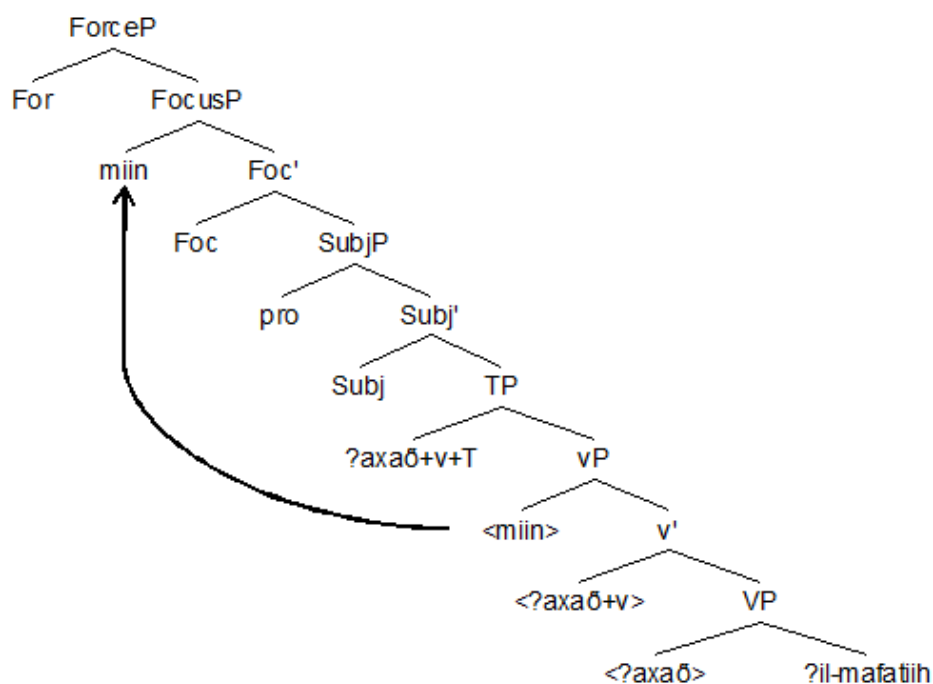 ForceP
For FocusP
miin Foc'
Foc SubjP
pro Subj'
Subj TP
?axað+v+T vP
<miin> v'
<?axað+v> VP
<?axað> ?il-mafatiih